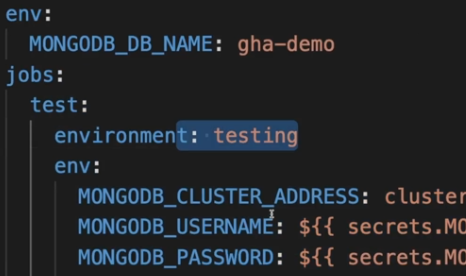 env:
MONGODB_DB_NAME: gha-demo
jobs:
test:
environment: testing
env:
MONGODB_CLUSTER_ADDRESS: cluster
MONGODB_USERNAME: ${{ secrets.MO
MONGODB_PASSWORD: ${{ secrets.MO